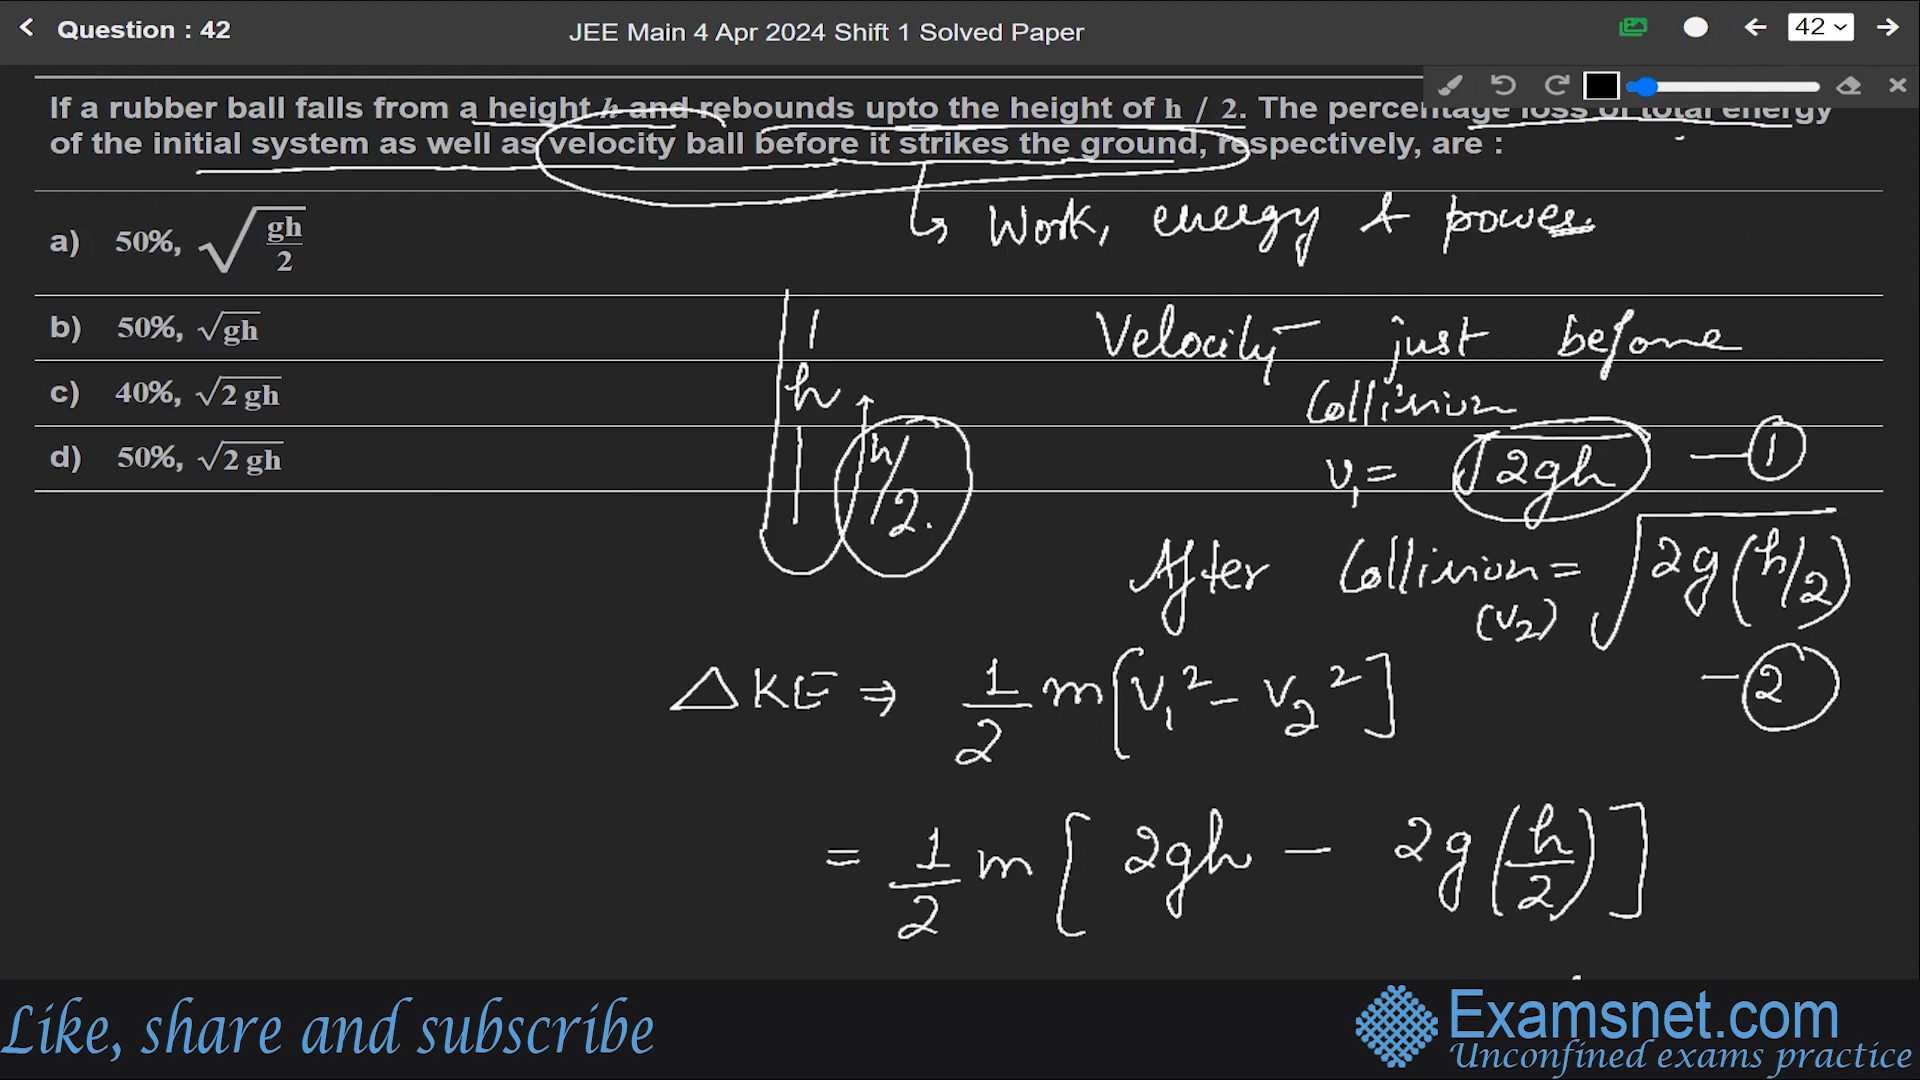 Question : 42
JEE Main 4 Apr 2024 Shift 1 Solved Paper
42
If a rubber ball falls from a height h and rebounds upto the height of h / 2. The percentage loss of total energy
of the initial system as well as velocity ball before it strikes the ground, respectively, are :
a) 50%, √(gh/2)
b) 50%, √gh
c) 40%, √2 gh
d) 50%, √2 gh
Work, energy & power
h
h/2
Velocity just before
Collision
v₁ = √2gh — 1
After Collision = √2g(h/2)
(v₂) — 2
△KE ⇒ 1/2 m[v₁² - v₂²]
= 1/2 m [2gh - 2g(h/2)]
Like, share and subscribe
Examsnet.com
Unconfined exams practice